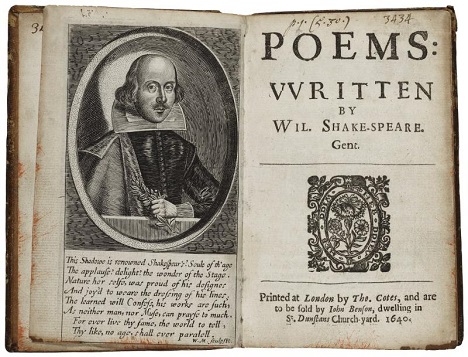 This Shadowe is renowned Shakespear's? Soule of th'age
The applause? delight? the wonder of the Stage.
Nature her selfe, was proud of his designes
And joy'd to weare the dressing of his lines,
The learned will Confess, his works are such,
As neither man, nor Muse, can prayse to much.
For ever live thy fame, the world to tell,
Thy like, no age, shall ever paralell.
W.M. sculpsit.
3434
POEMS:
VVRITTEN
BY
WIL. SHAKE-SPEARE.
Gent.
Printed at London by Tho. Cotes, and are
to be sold by Iohn Benson, dwelling in
St. Dunstans Church-yard. 1640.